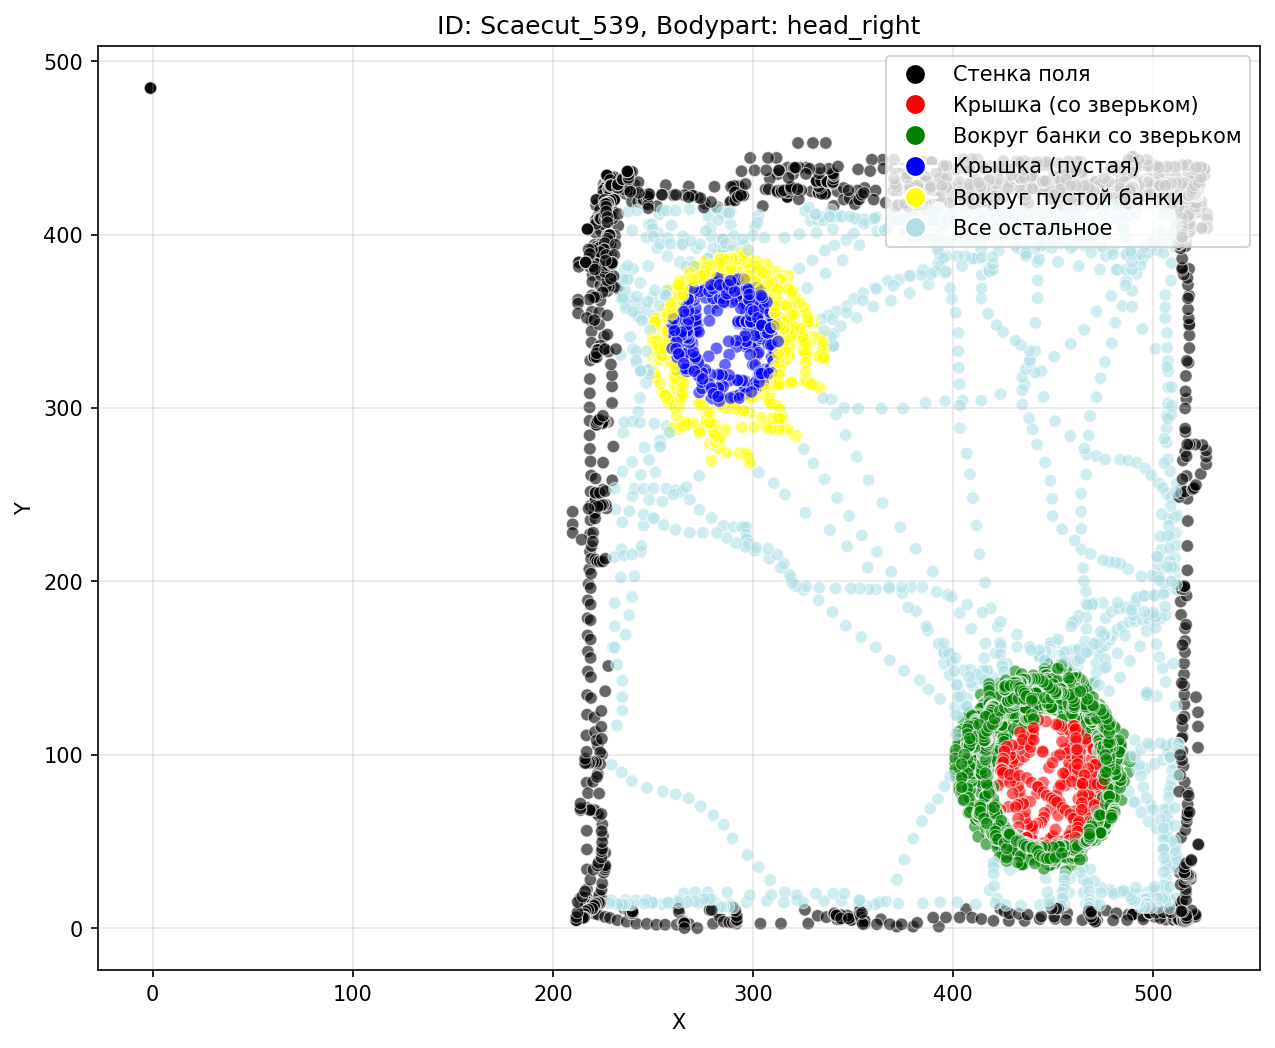 ID: Scaecut_539, Bodypart: head_right
500
400
300
200
100
0
Y
Стенка поля
Крышка (со зверьком)
Вокруг банки со зверьком
Крышка (пустая)
Вокруг пустой банки
Все остальное
0 100 200 300 400 500
X